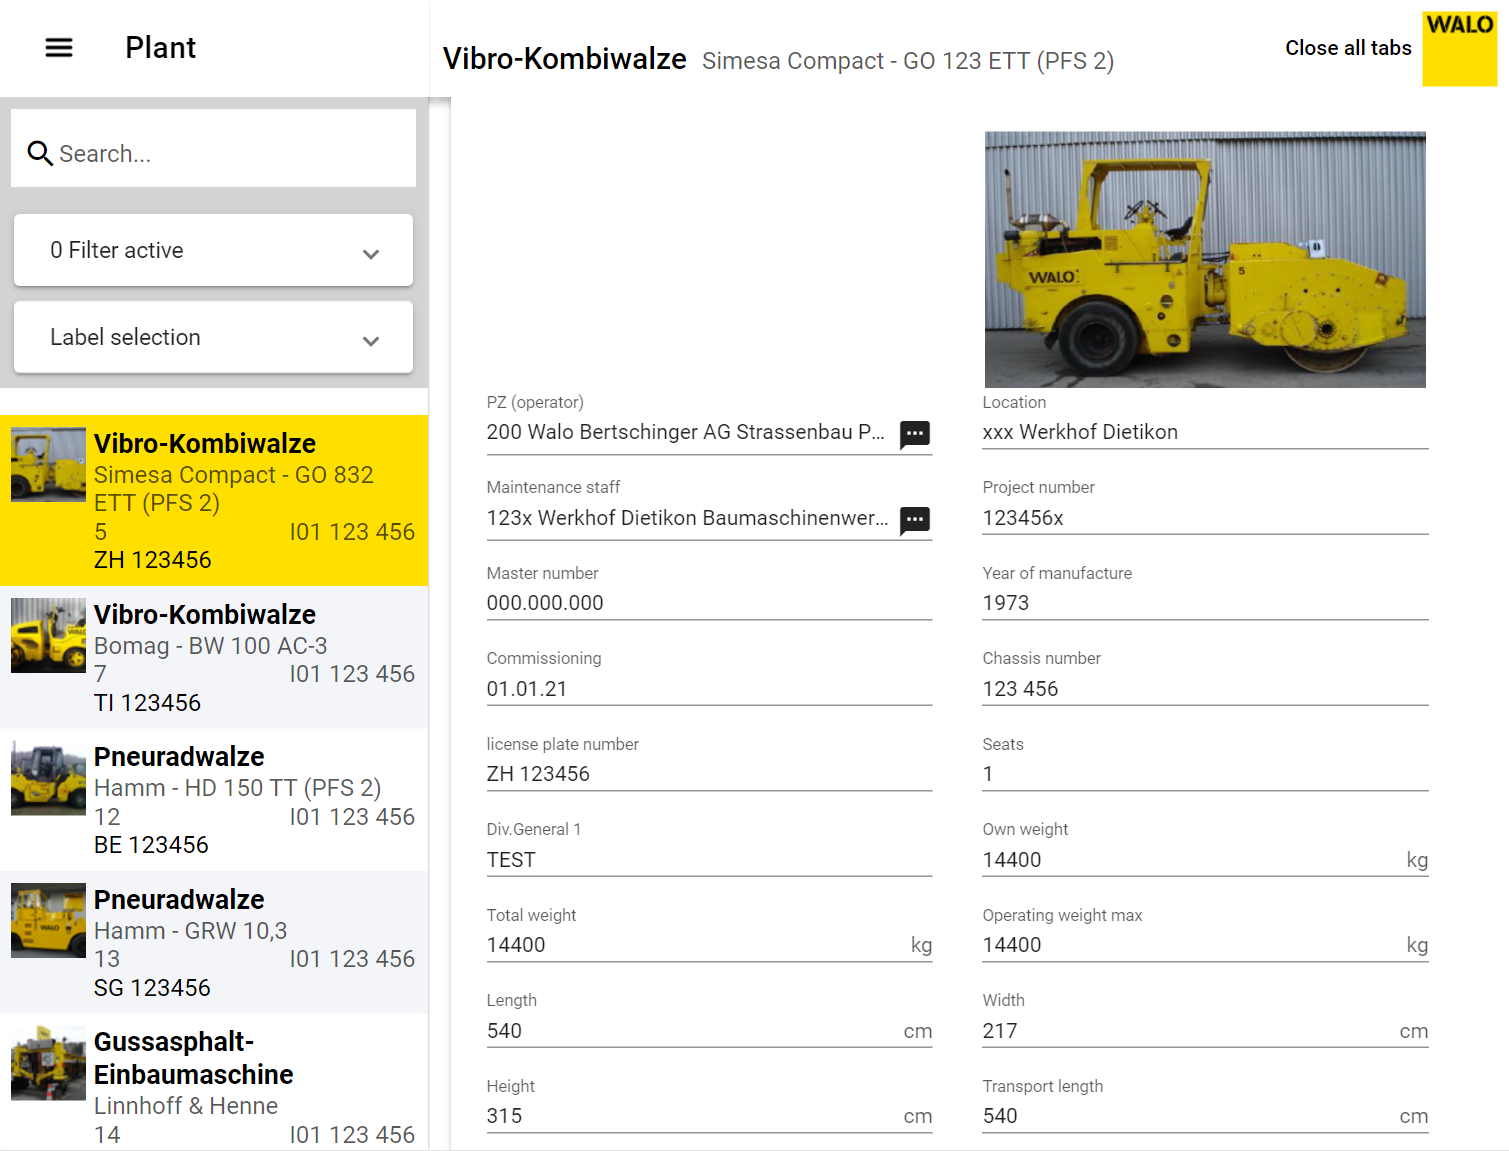 Plant
Vibro-Kombiwalze Simesa Compact - GO 123 ETT (PFS 2)
Close all tabs
WALO
Search...
0 Filter active
Label selection
Vibro-Kombiwalze
Simesa Compact - GO 832
ETT (PFS 2)
5 I01 123 456
ZH 123456
Vibro-Kombiwalze
Bomag - BW 100 AC-3
7 I01 123 456
TI 123456
Pneuradwalze
Hamm - HD 150 TT (PFS 2)
12 I01 123 456
BE 123456
Pneuradwalze
Hamm - GRW 10,3
13 I01 123 456
SG 123456
Gussasphalt-
Einbaumaschine
Linnhoff & Henne
14 I01 123 456
WALO
5
PZ (operator)
200 Walo Bertschinger AG Strassenbau P...
Location
xxx Werkhof Dietikon
Maintenance staff
123x Werkhof Dietikon Baumaschinenwer...
Project number
123456x
Master number
000.000.000
Year of manufacture
1973
Commissioning
01.01.21
Chassis number
123 456
license plate number
ZH 123456
Seats
1
Div.General 1
TEST
Own weight
14400 kg
Total weight
14400 kg
Operating weight max
14400 kg
Length
540 cm
Width
217 cm
Height
315 cm
Transport length
540 cm